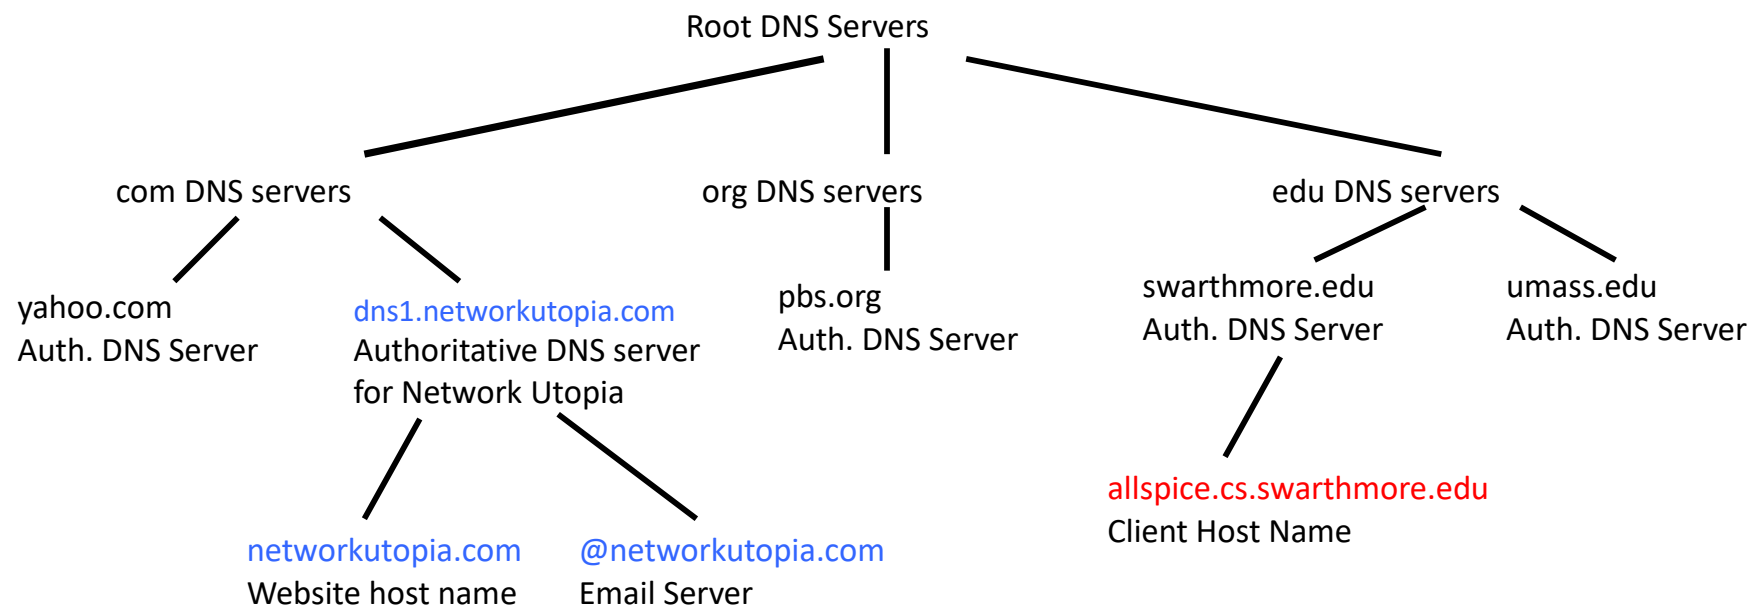 Root DNS Servers
com DNS servers
org DNS servers
edu DNS servers
yahoo.com
Auth. DNS Server
dns1.networkutopia.com
Authoritative DNS server
for Network Utopia
pbs.org
Auth. DNS Server
swarthmore.edu
Auth. DNS Server
umass.edu
Auth. DNS Server
networkutopia.com
Website host name
@networkutopia.com
Email Server
allspice.cs.swarthmore.edu
Client Host Name